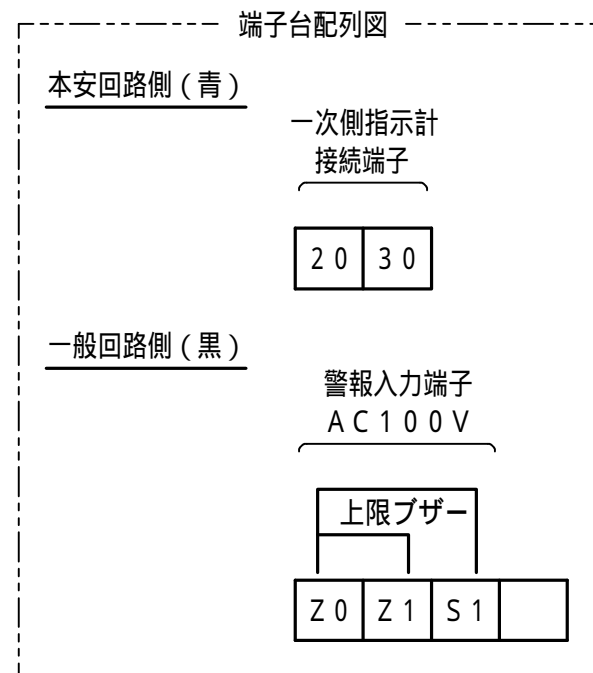 端子台配列図
本安回路側(青)
一次側指示計
接続端子
20 30
一般回路側(黒)
警報入力端子
AC100V
上限ブザー
Z0 Z1 S1